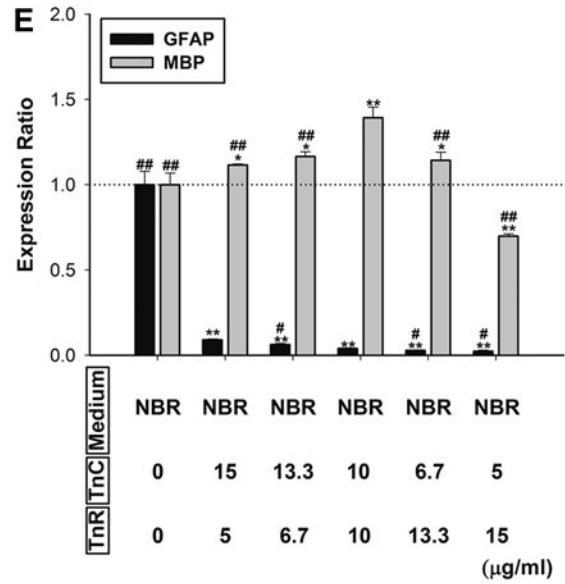 E
GFAP
MBP
Expression Ratio
2.0
1.5
1.0
0.5
0.0
## ## ## * ## * ** ## * ## **
** # ** ** # ** # **
Medium NBR NBR NBR NBR NBR NBR
TnC 0 15 13.3 10 6.7 5
TnR 0 5 6.7 10 13.3 15
(µg/ml)